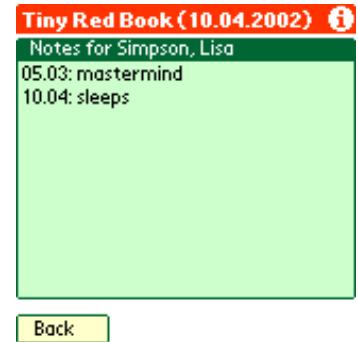 Tiny Red Book (10.04.2002) i
Notes for Simpson, Lisa
05.03: mastermind
10.04: sleeps
Back